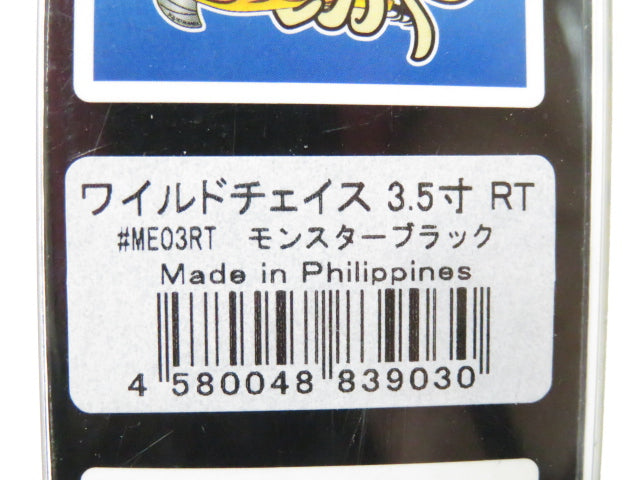 ワイルドチェイス 3.5寸 RT
#ME03RT モンスターブラック
Made in Philippines
4 580048 839030